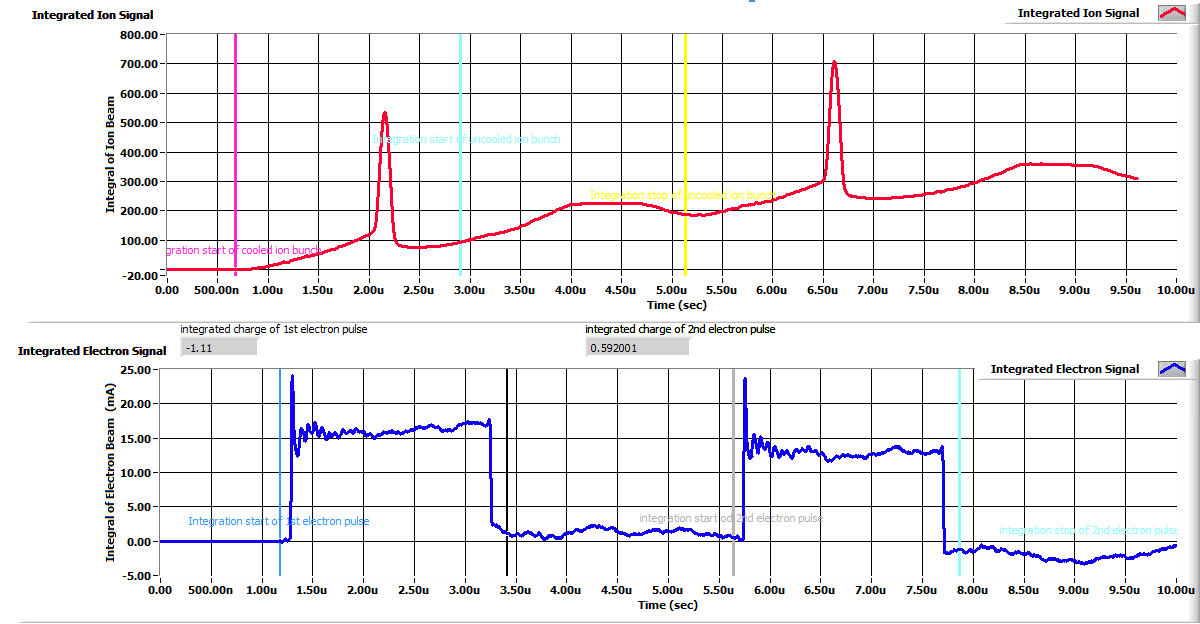 Integrated Ion Signal
Integrated Ion Signal
Integral of Ion Beam
800.00
700.00
600.00
500.00
400.00
300.00
200.00
100.00
-20.00
Integration start of uncooled ion bunch
Integration stop of uncooled ion bunch
gration start of cooled ion bunch
0.00 500.00n 1.00u 1.50u 2.00u 2.50u 3.00u 3.50u 4.00u 4.50u 5.00u 5.50u 6.00u 6.50u 7.00u 7.50u 8.00u 8.50u 9.00u 9.50u 10.00u
Time (sec)
integrated charge of 1st electron pulse
-1.11
integrated charge of 2nd electron pulse
0.592001
Integrated Electron Signal
Integrated Electron Signal
Integral of Electron Beam (mA)
25.00
20.00
15.00
10.00
5.00
0.00
-5.00
Integration start of 1st electron pulse
integration start od 2nd electron pulse
integration stop of 2nd electron pulse
0.00 500.00n 1.00u 1.50u 2.00u 2.50u 3.00u 3.50u 4.00u 4.50u 5.00u 5.50u 6.00u 6.50u 7.00u 7.50u 8.00u 8.50u 9.00u 9.50u 10.00u
Time (sec)